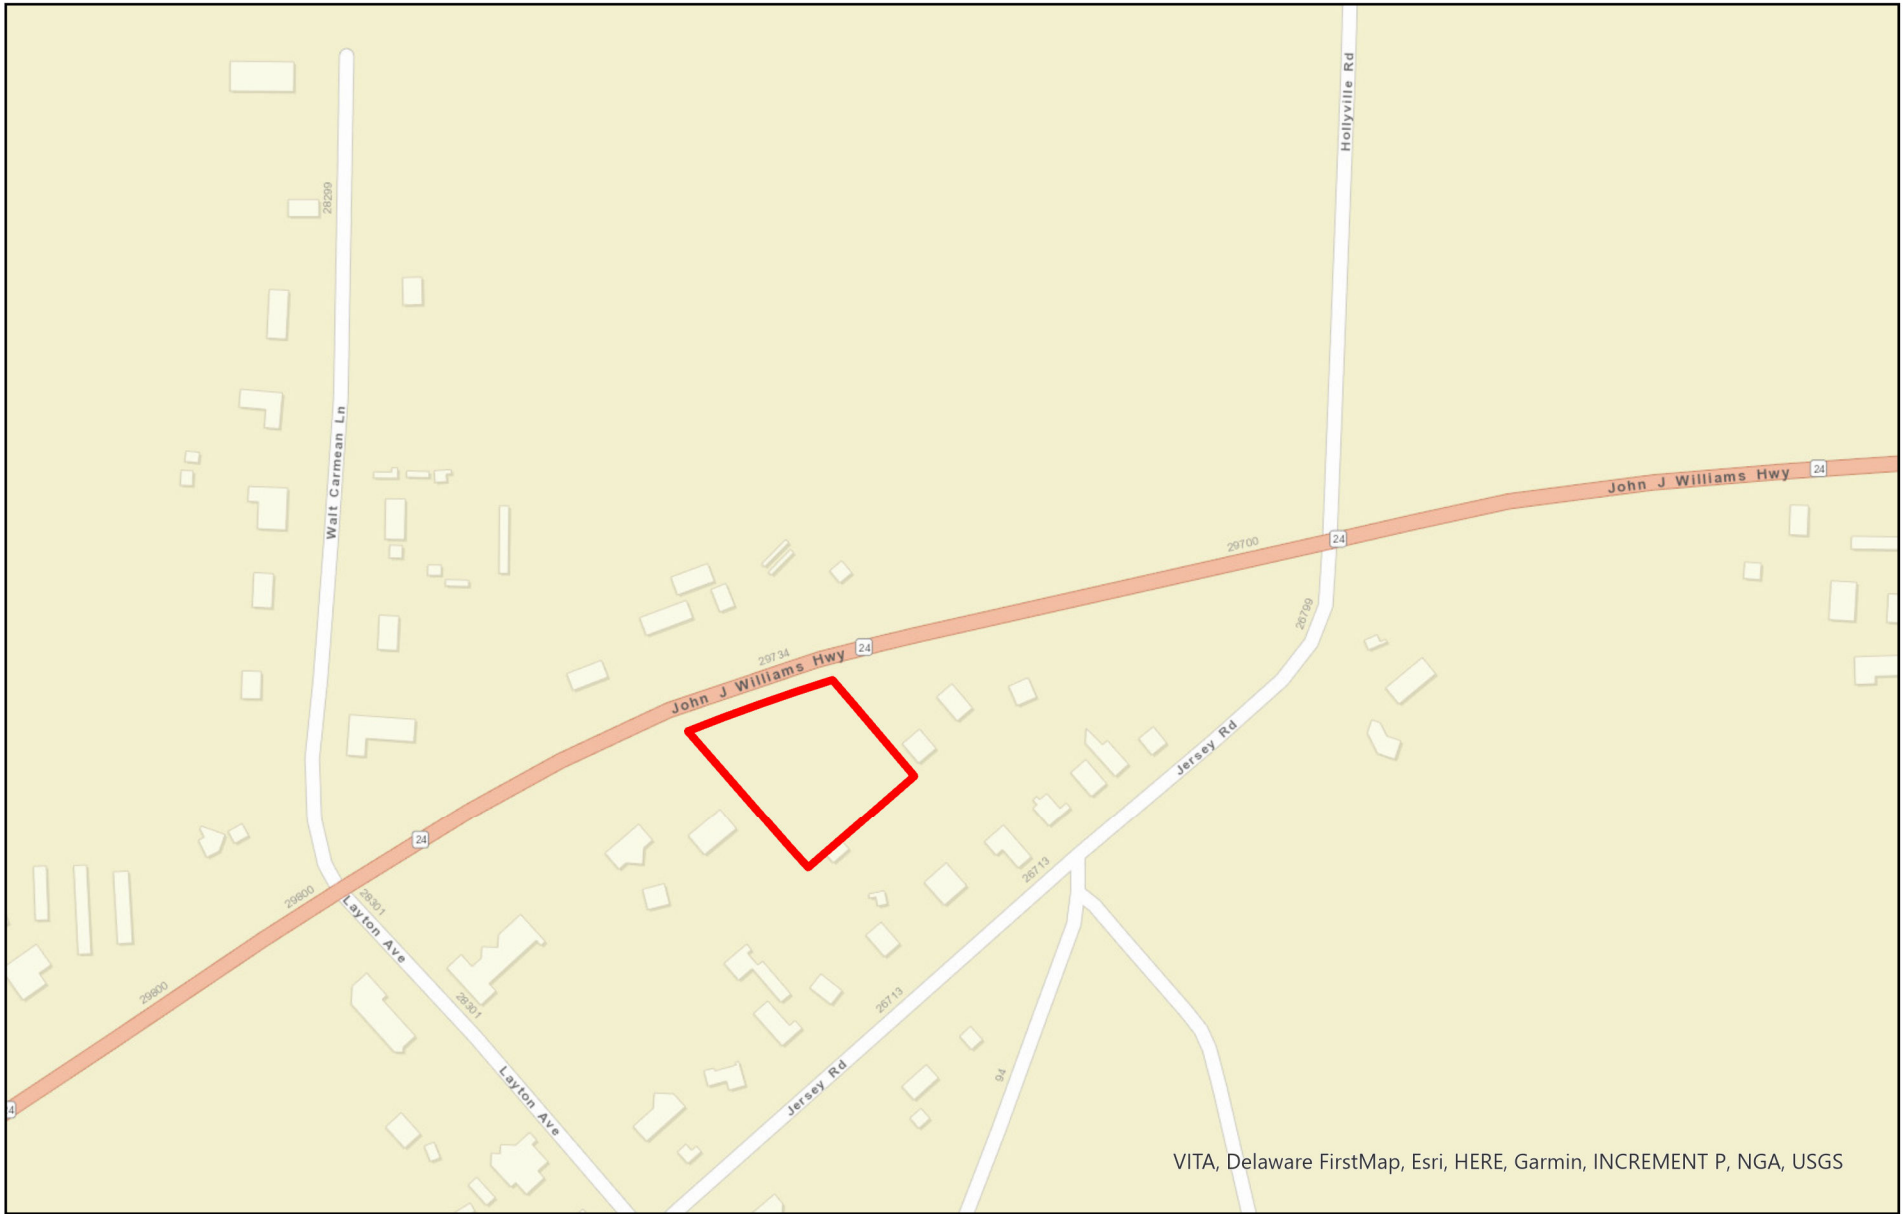 Hollyville Rd
28299
Walt Carmean Ln
24
John J Williams Hwy
29700
24
26799
29734
John J Williams Hwy
24
Jersey Rd
24
26713
29800
28301
Layton Ave
29800
28301
26713
94
Jersey Rd
Layton Ave
4
VITA, Delaware FirstMap, Esri, HERE, Garmin, INCREMENT P, NGA, USGS